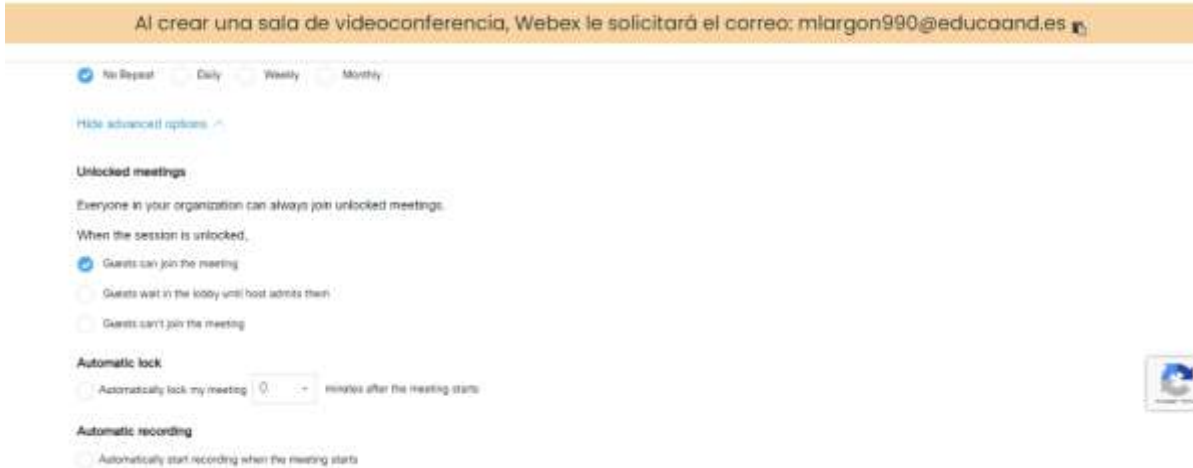 Al crear una sala de videoconferencia, Webex le solicitará el correo: mlargon990@educaand.es
No Repeat Daily Weekly Monthly
Hide advanced options
Unlocked meetings
Everyone in your organization can always join unlocked meetings.
When the session is unlocked,
Guests can join the meeting
Guests wait in the lobby until host admits them
Guests can't join the meeting
Automatic lock
Automatically lock my meeting 0 minutes after the meeting starts
Automatic recording
Automatically start recording when the meeting starts